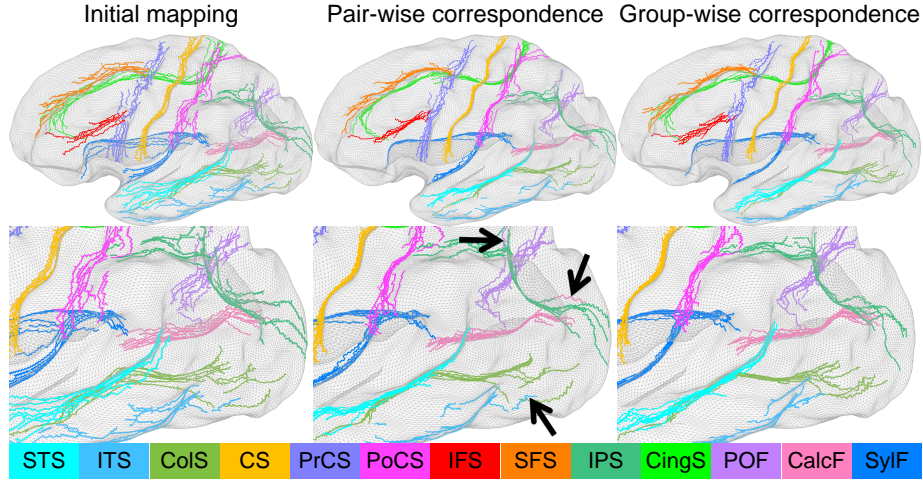 Initial mapping Pair-wise correspondence Group-wise correspondence
STS ITS ColS CS PrCS PoCS IFS SFS IPS CingS POF CalcF SylF